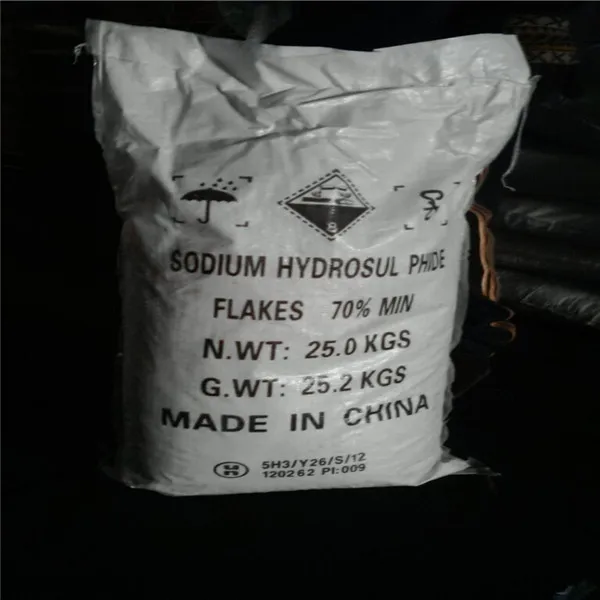 8
SODIUM HYDROSUL PHIDE
FLAKES 70% MIN
N.WT: 25.0 KGS
G.WT: 25.2 KGS
MADE IN CHINA
5H3/Y26/S/12
120262 PI:009